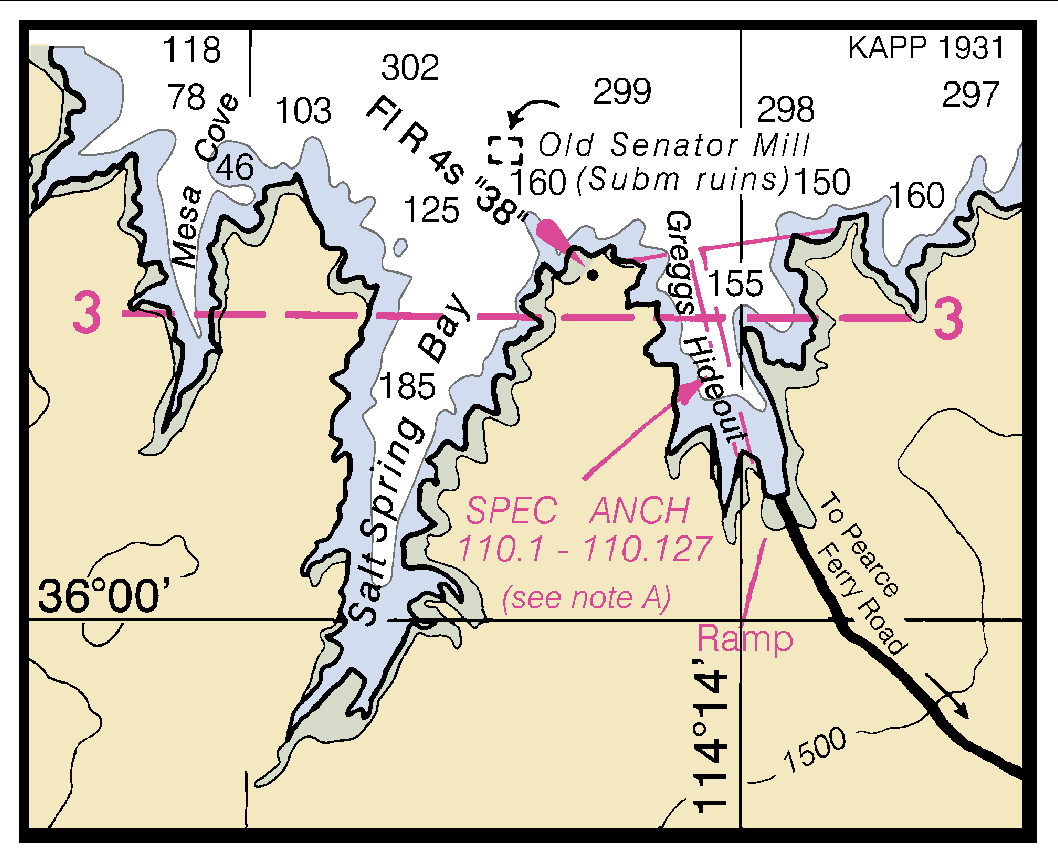 KAPP 1931
118
302
78
103
299
298
297
Mesa Cove
46
Fl R 4s "38"
Old Senator Mill
160
(Subm ruins)
150
160
125
Greggs Hideout
155
3
3
185
Salt Spring Bay
SPEC ANCH
110.1 - 110.127
(see note A)
To Pearce
Ferry Road
36°00'
Ramp
114°14'
1500